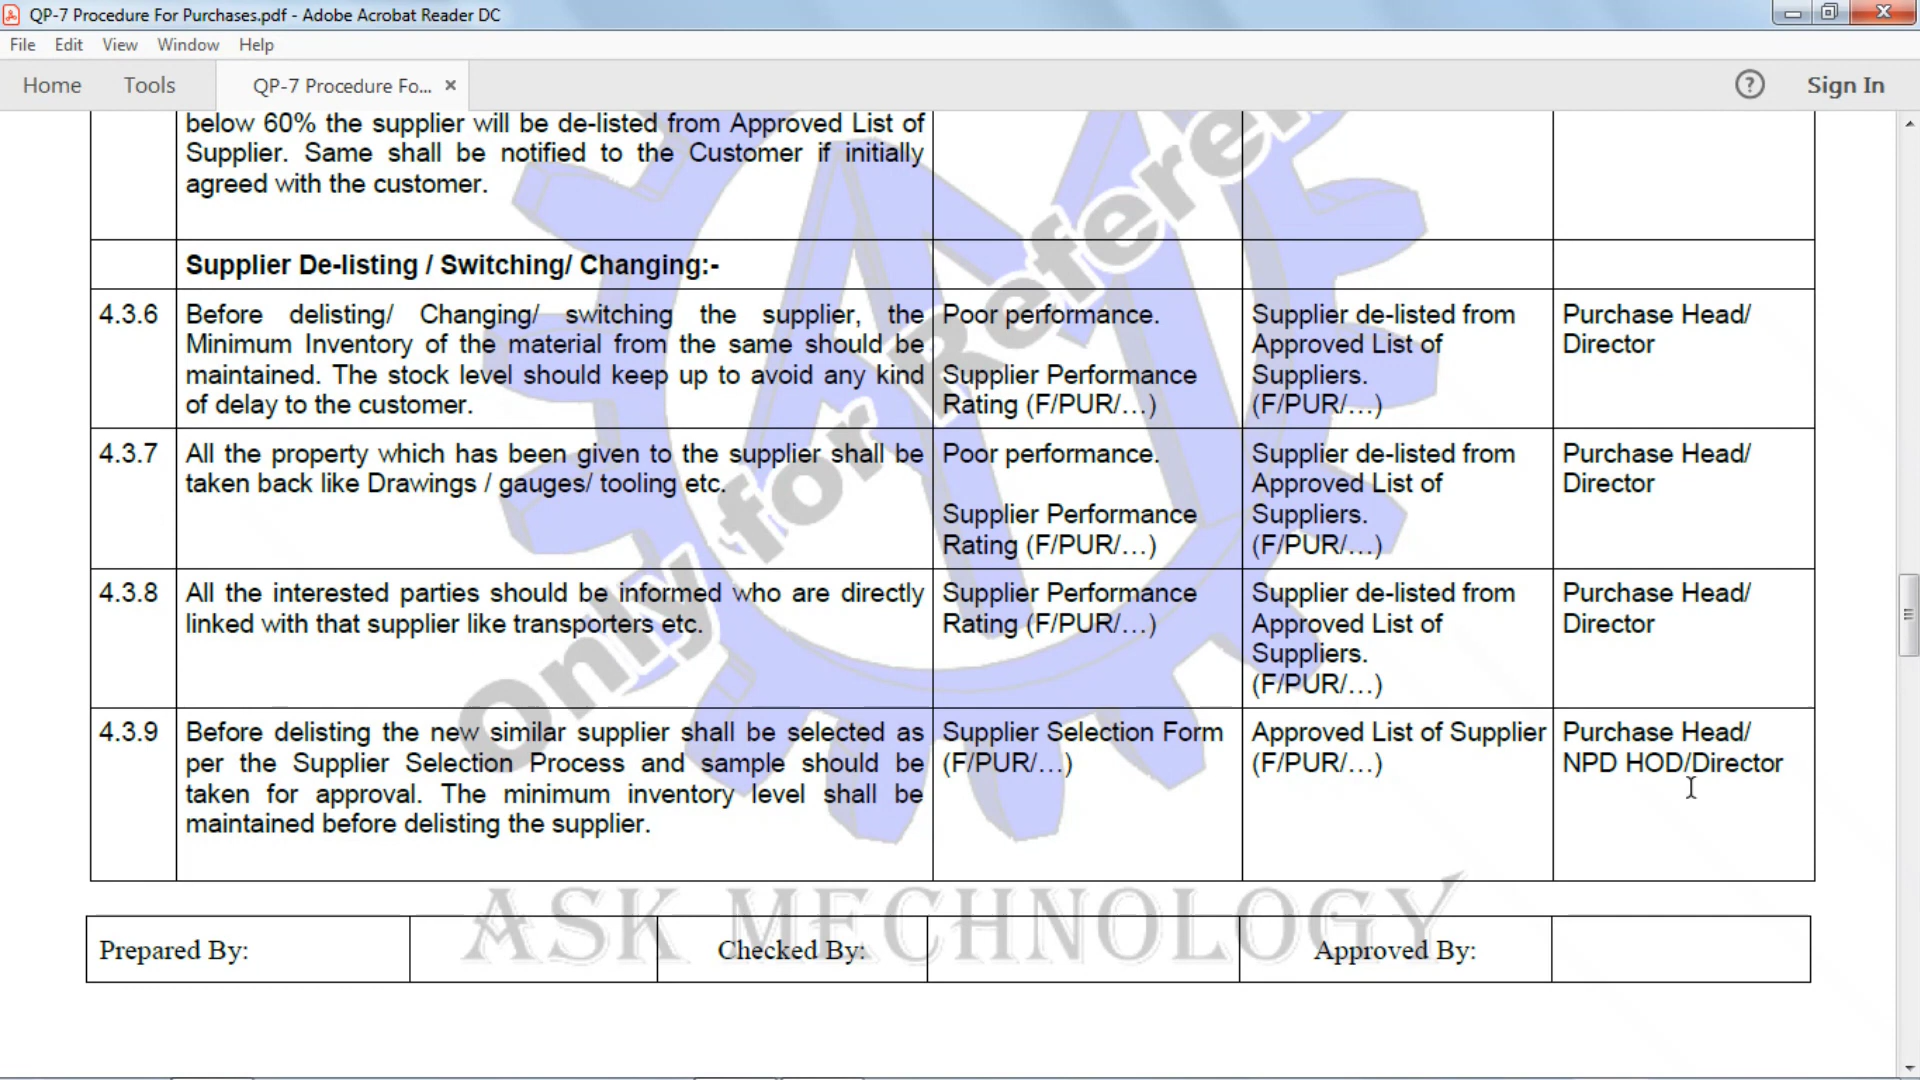 QP-7 Procedure For Purchases.pdf - Adobe Acrobat Reader DC
File Edit View Window Help
Home Tools QP-7 Procedure Fo... × ? Sign In
below 60% the supplier will be de-listed from Approved List of
Supplier. Same shall be notified to the Customer if initially
agreed with the customer.
Supplier De-listing / Switching/ Changing:-
4.3.6
Before delisting/ Changing/ switching the supplier, the
Minimum Inventory of the material from the same should be
maintained. The stock level should keep up to avoid any kind
of delay to the customer.
Poor performance.
Supplier Performance
Rating (F/PUR/…)
Supplier de-listed from
Approved List of
Suppliers.
(F/PUR/…)
Purchase Head/
Director
4.3.7
All the property which has been given to the supplier shall be
taken back like Drawings / gauges/ tooling etc.
Poor performance.
Supplier Performance
Rating (F/PUR/…)
Supplier de-listed from
Approved List of
Suppliers.
(F/PUR/…)
Purchase Head/
Director
4.3.8
All the interested parties should be informed who are directly
linked with that supplier like transporters etc.
Supplier Performance
Rating (F/PUR/…)
Supplier de-listed from
Approved List of
Suppliers.
(F/PUR/…)
Purchase Head/
Director
4.3.9
Before delisting the new similar supplier shall be selected as
per the Supplier Selection Process and sample should be
taken for approval. The minimum inventory level shall be
maintained before delisting the supplier.
Supplier Selection Form
(F/PUR/…)
Approved List of Supplier
(F/PUR/…)
Purchase Head/
NPD HOD/Director
Only for Refere
ASK MECHNOLOGY
Prepared By: Checked By: Approved By: